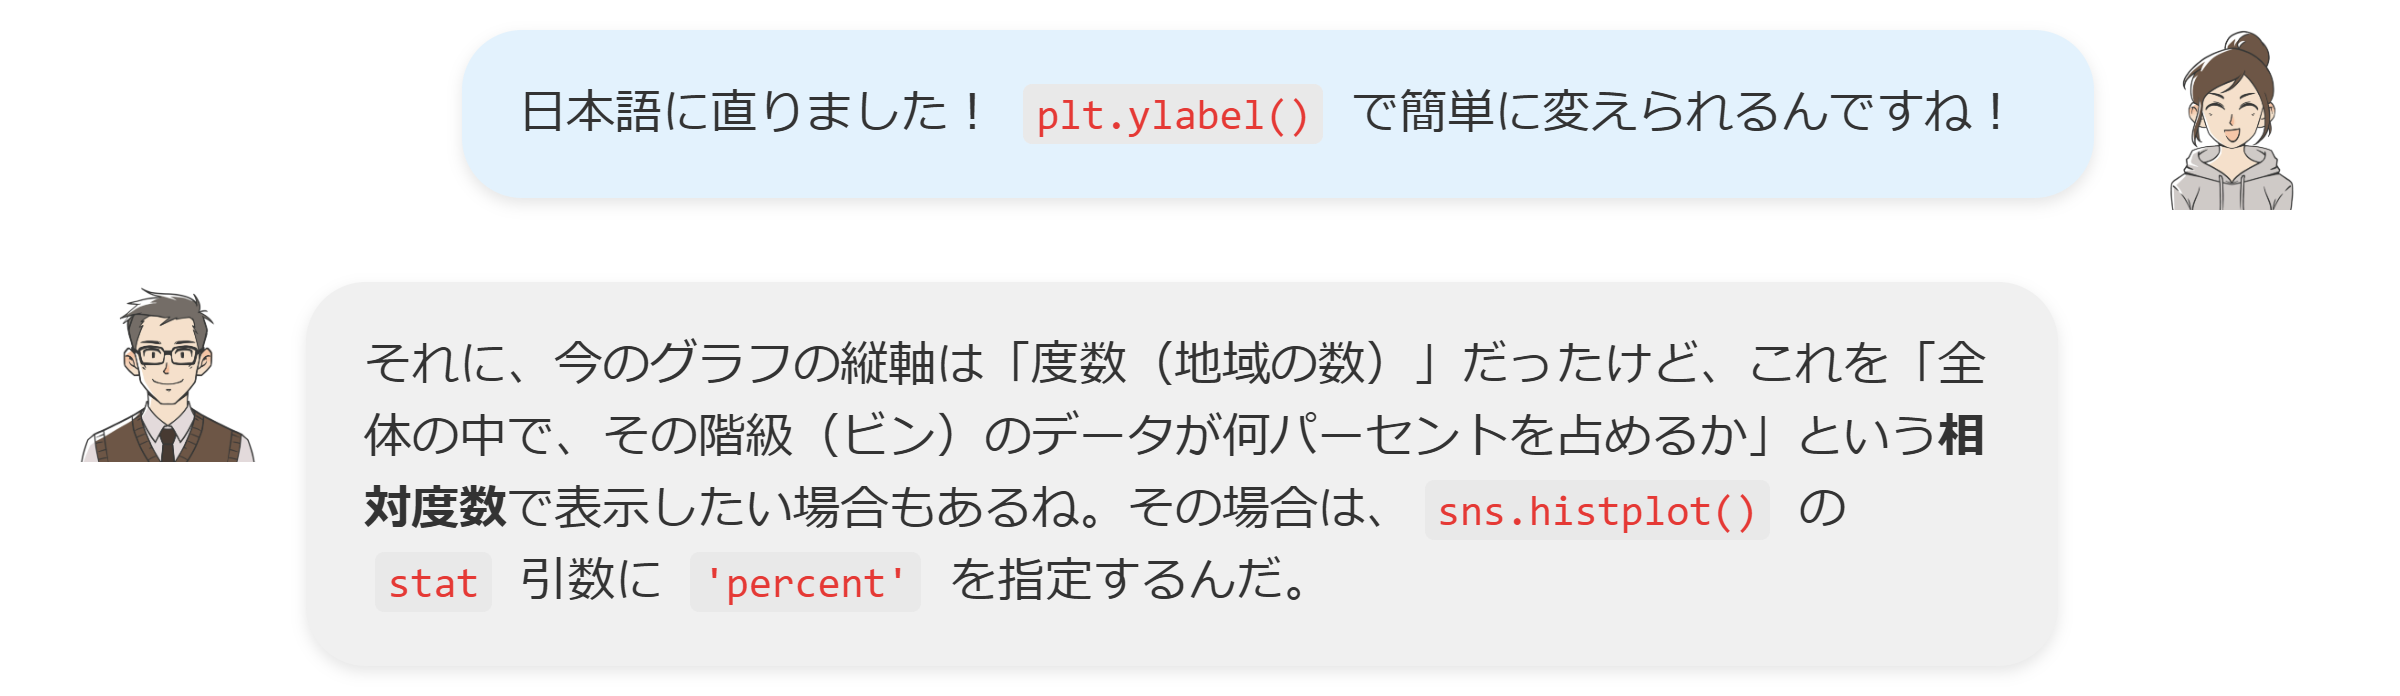 日本語に直りました！ plt.ylabel() で簡単に変えられるんですね！
それに、今のグラフの縦軸は「度数（地域の数）」だったけど、これを「全
体の中で、その階級（ビン）のデータが何パーセントを占めるか」という相
対度数で表示したい場合もあるね。その場合は、 sns.histplot() の
stat 引数に 'percent' を指定するんだ。